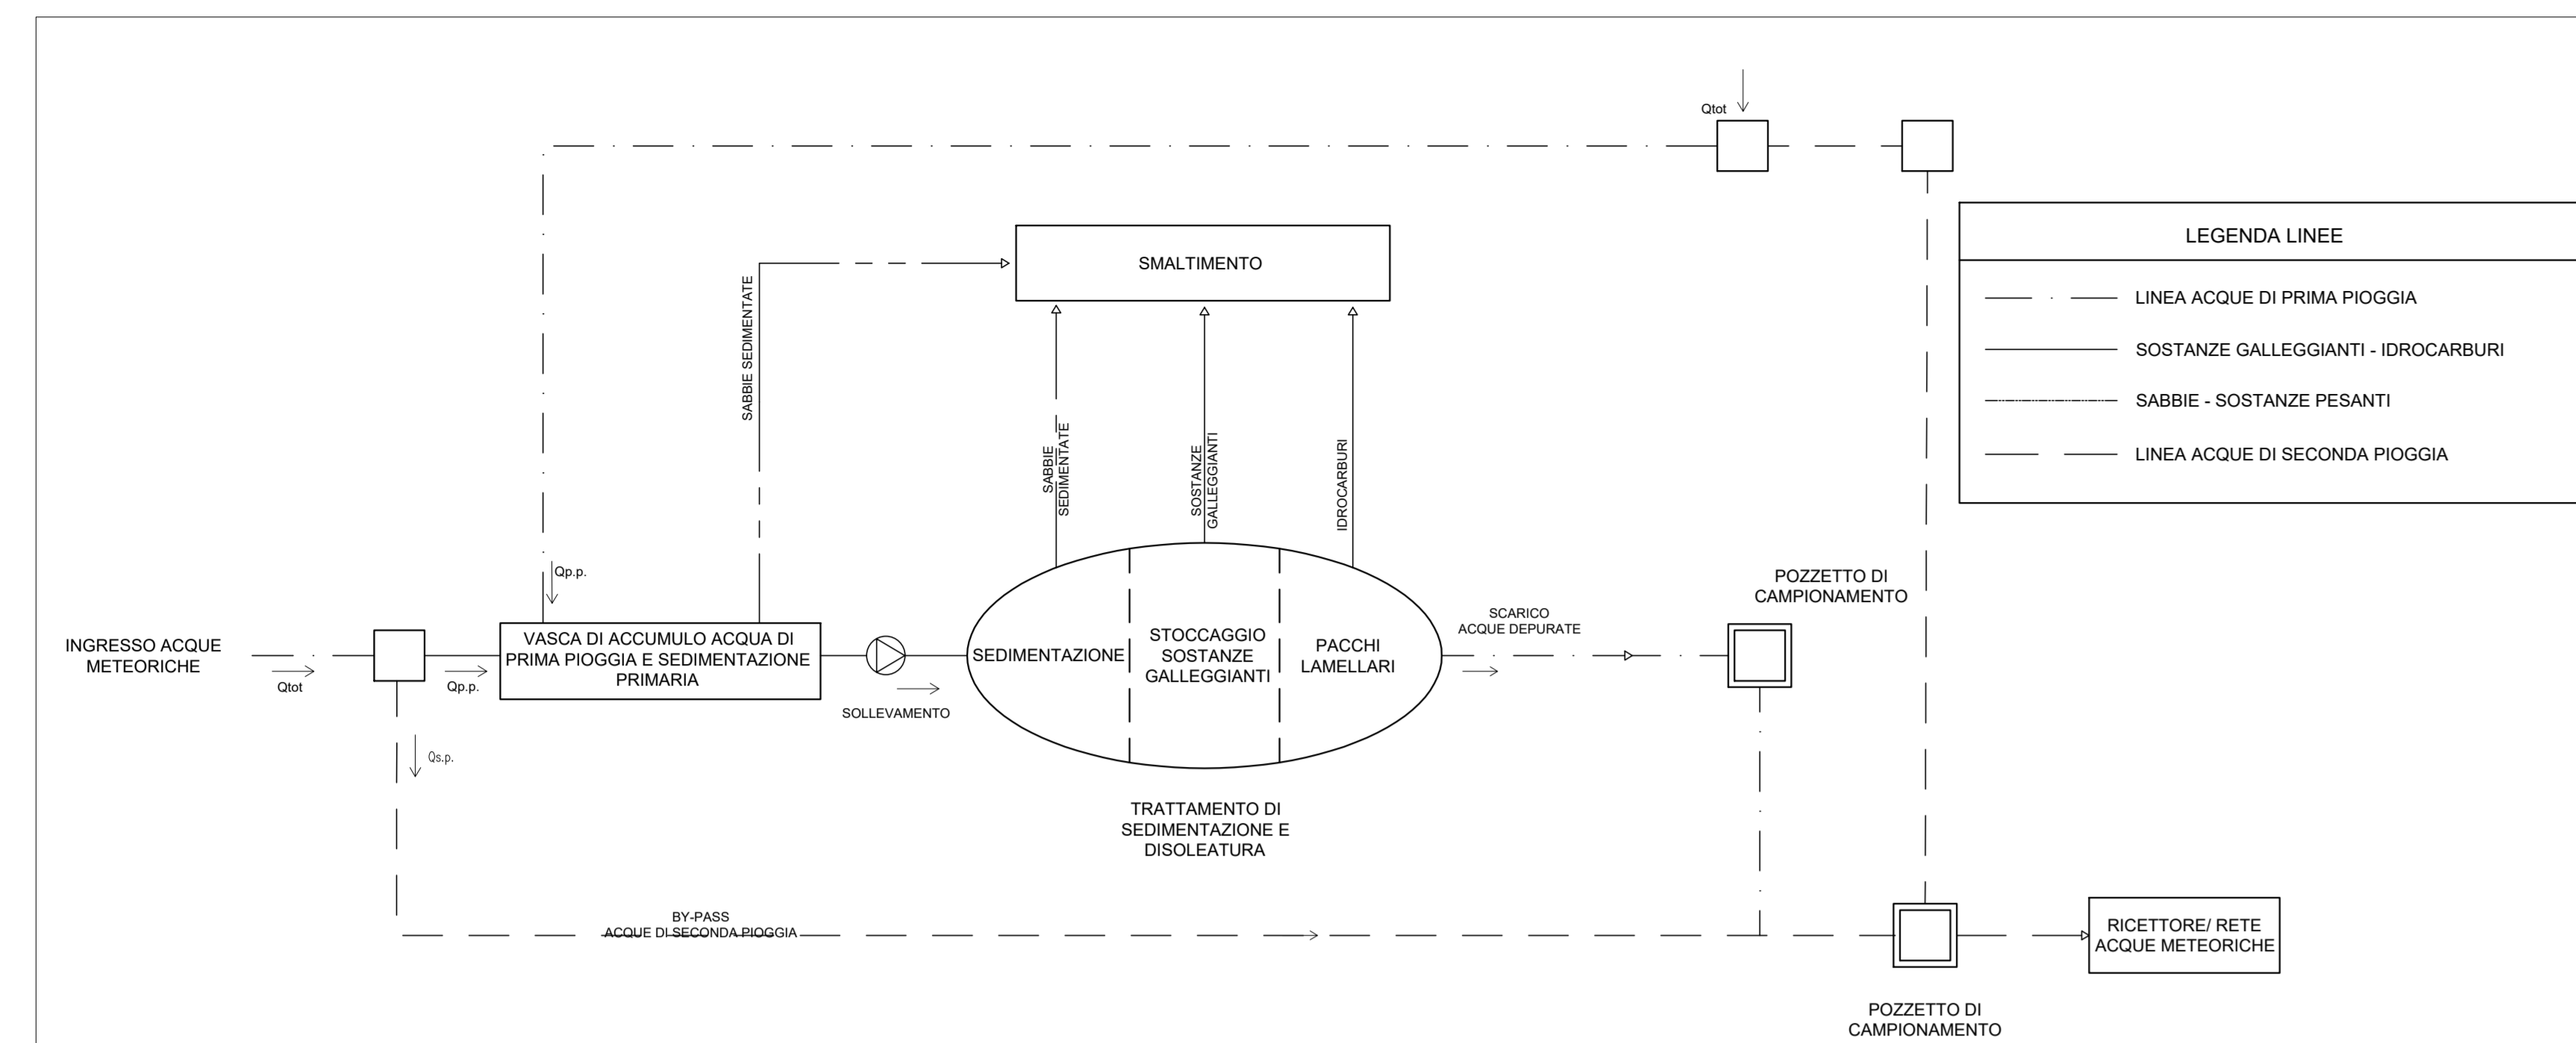 Qtot
LEGENDA LINEE
LINEA ACQUE DI PRIMA PIOGGIA
SOSTANZE GALLEGGIANTI - IDROCARBURI
SABBIE - SOSTANZE PESANTI
LINEA ACQUE DI SECONDA PIOGGIA
SMALTIMENTO
SABBIE SEDIMENTATE
SABBIE
SEDIMENTATE
SOSTANZE
GALLEGGIANTI
IDROCARBURI
Qp.p.
INGRESSO ACQUE
METEORICHE
Qtot
Qp.p.
VASCA DI ACCUMULO ACQUA DI
PRIMA PIOGGIA E SEDIMENTAZIONE
PRIMARIA
SOLLEVAMENTO
SEDIMENTAZIONE
STOCCAGGIO
SOSTANZE
GALLEGGIANTI
PACCHI
LAMELLARI
SCARICO
ACQUE DEPURATE
POZZETTO DI
CAMPIONAMENTO
Qs.p.
TRATTAMENTO DI
SEDIMENTAZIONE E
DISOLEATURA
BY-PASS
ACQUE DI SECONDA PIOGGIA
RICETTORE/ RETE
ACQUE METEORICHE
POZZETTO DI
CAMPIONAMENTO